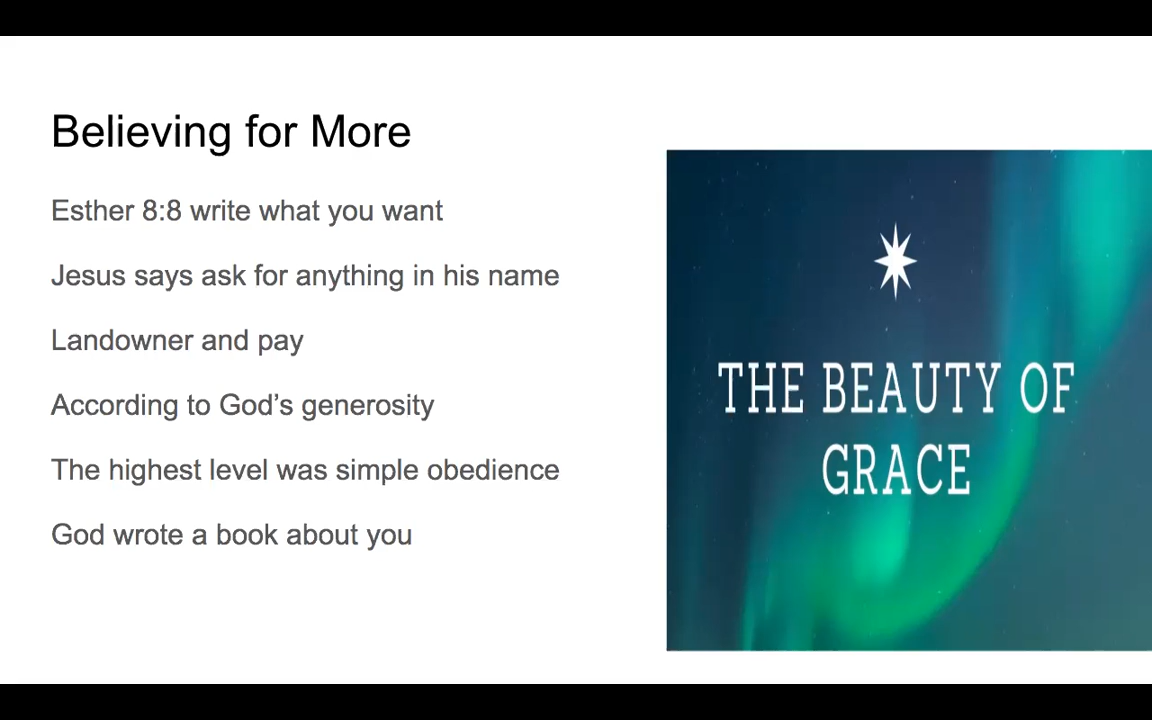 Believing for More
Esther 8:8 write what you want
Jesus says ask for anything in his name
Landowner and pay
According to God’s generosity
The highest level was simple obedience
God wrote a book about you
THE BEAUTY OF
GRACE